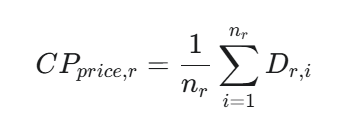 $CP_{price,r} = \frac{1}{n_r} \sum_{i=1}^{n_r} D_{r,i}$